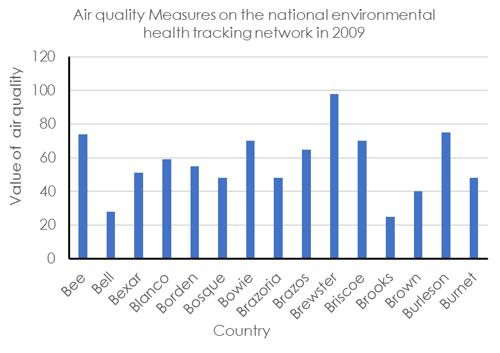 Air quality Measures on the national environmental
health tracking network in 2009
Value of air quality
120
100
80
60
40
20
0
Bee
Bell
Bexar
Blanco
Borden
Bosque
Bowie
Brazoria
Brazos
Brewster
Briscoe
Brooks
Brown
Burleson
Burnet
Country